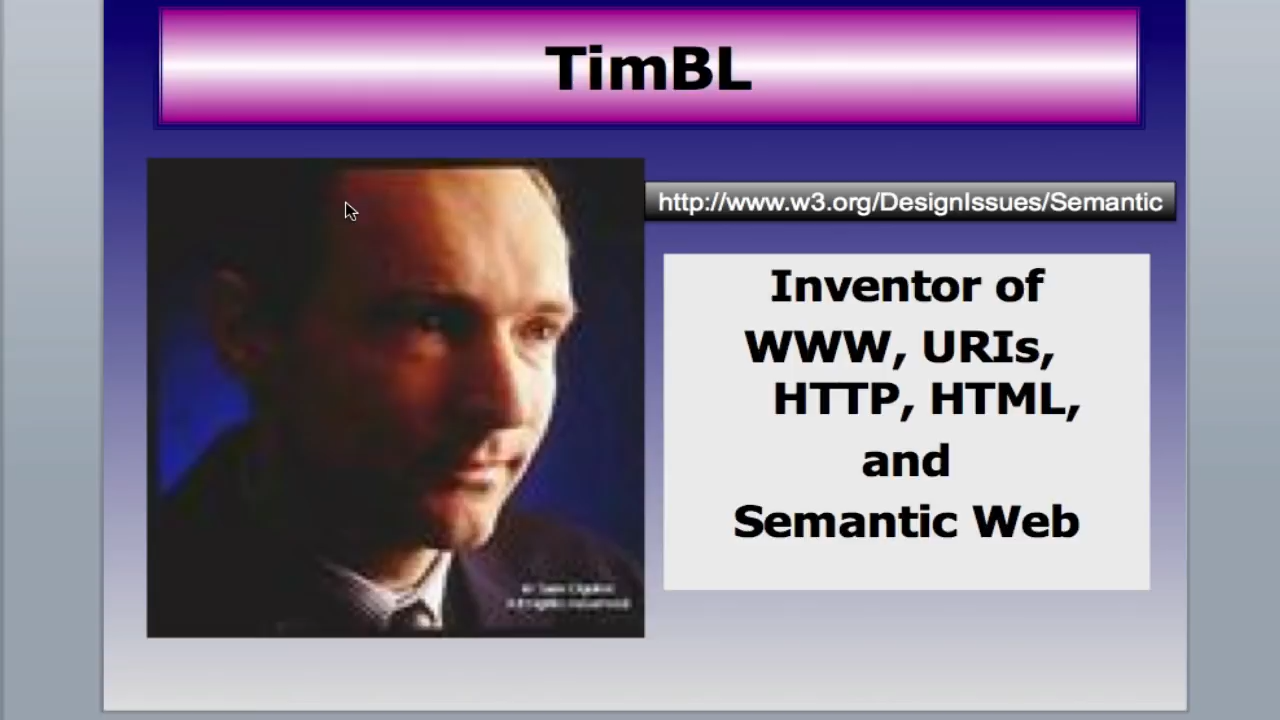 TimBL
http://www.w3.org/DesignIssues/Semantic
Inventor of
WWW, URIs,
HTTP, HTML,
and
Semantic Web